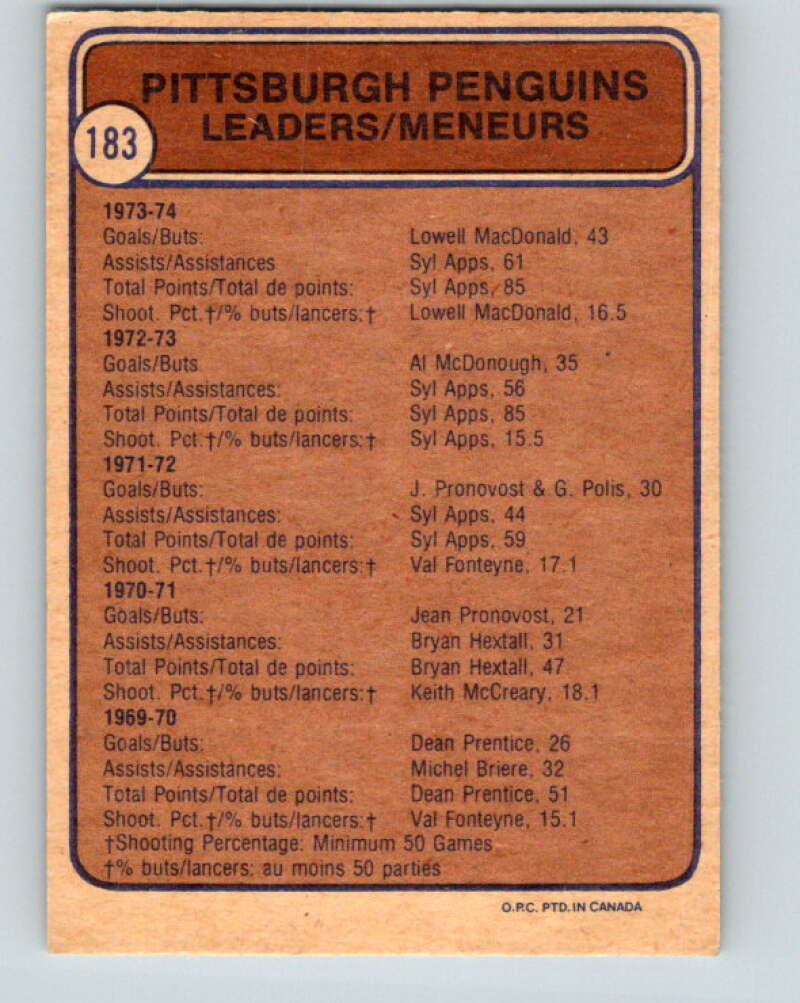 PITTSBURGH PENGUINS
LEADERS/MENEURS
183
1973-74
Goals/Buts: Lowell MacDonald, 43
Assists/Assistances Syl Apps, 61
Total Points/Total de points: Syl Apps, 85
Shoot. Pct.†/% buts/lancers:† Lowell MacDonald, 16.5
1972-73
Goals/Buts Al McDonough, 35
Assists/Assistances: Syl Apps, 56
Total Points/Total de points: Syl Apps, 85
Shoot. Pct.†/% buts/lancers:† Syl Apps, 15.5
1971-72
Goals/Buts: J. Pronovost & G. Polis, 30
Assists/Assistances: Syl Apps, 44
Total Points/Total de points: Syl Apps, 59
Shoot. Pct.†/% buts/lancers:† Val Fonteyne, 17.1
1970-71
Goals/Buts: Jean Pronovost, 21
Assists/Assistances: Bryan Hextall, 31
Total Points/Total de points: Bryan Hextall, 47
Shoot. Pct.†/% buts/lancers:† Keith McCreary, 18.1
1969-70
Goals/Buts: Dean Prentice, 26
Assists/Assistances: Michel Briere, 32
Total Points/Total de points: Dean Prentice, 51
Shoot. Pct.†/% buts/lancers:† Val Fonteyne, 15.1
†Shooting Percentage: Minimum 50 Games
†% buts/lancers: au moins 50 parties
O.P.C. PTD. IN CANADA